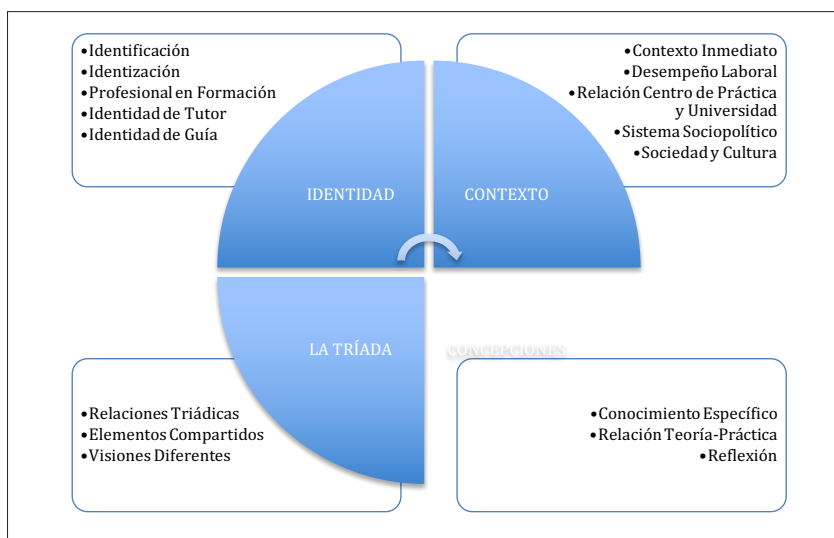 •Identificación
•Identización
•Profesional en Formación
•Identidad de Tutor
•Identidad de Guía
•Contexto Inmediato
•Desempeño Laboral
•Relación Centro de Práctica
y Universidad
•Sistema Sociopolítico
•Sociedad y Cultura
IDENTIDAD
CONTEXTO
LA TRÍADA
CONCEPCIONES
•Relaciones Triádicas
•Elementos Compartidos
•Visiones Diferentes
•Conocimiento Específico
•Relación Teoría-Práctica
•Reflexión